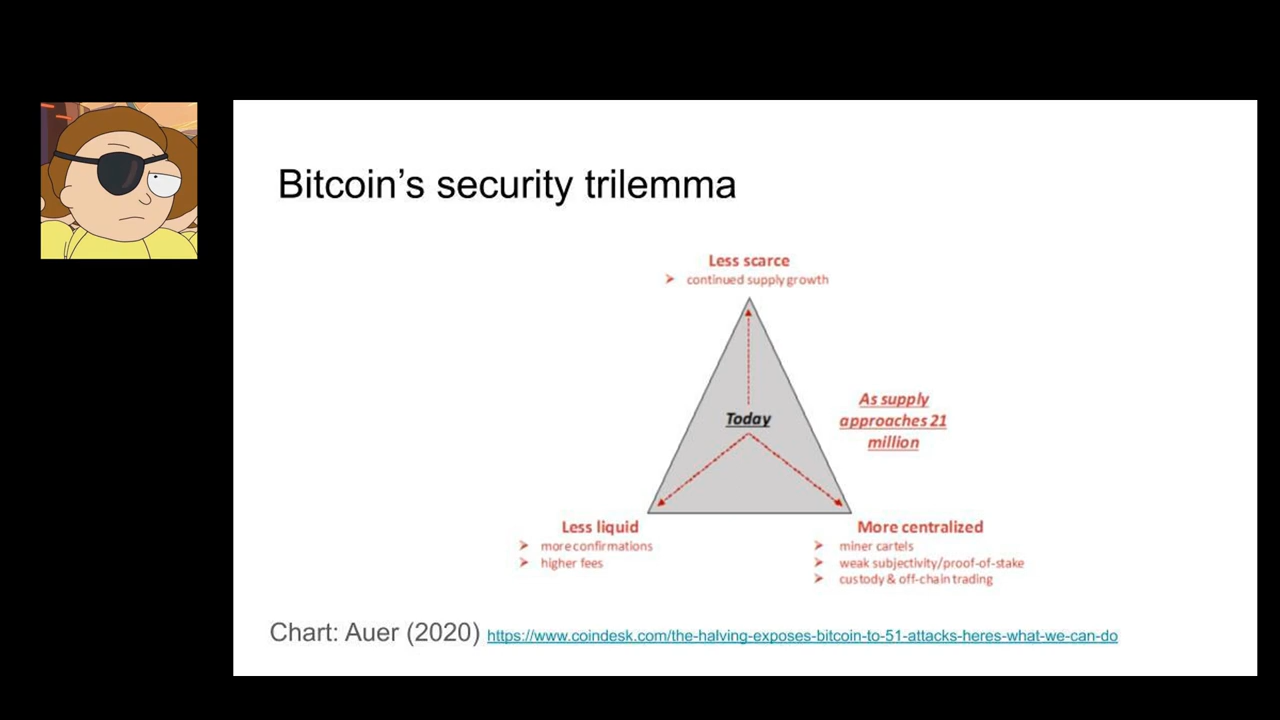 Bitcoin’s security trilemma
Less scarce
➢ continued supply growth
Today
As supply
approaches 21
million
Less liquid
➢ more confirmations
➢ higher fees
More centralized
➢ miner cartels
➢ weak subjectivity/proof-of-stake
➢ custody & off-chain trading
Chart: Auer (2020) https://www.coindesk.com/the-halving-exposes-bitcoin-to-51-attacks-heres-what-we-can-do